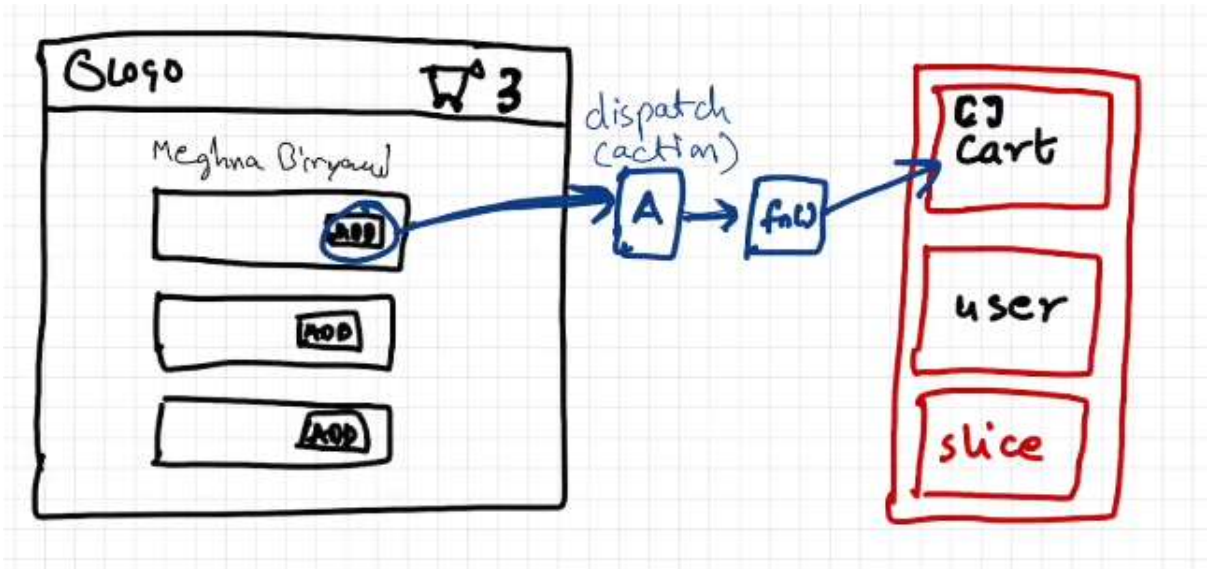 LOGO
3
Meghna Biryani
ADD
ADD
ADD
dispatch
(action)
A
fn()
[]
Cart
user
slice